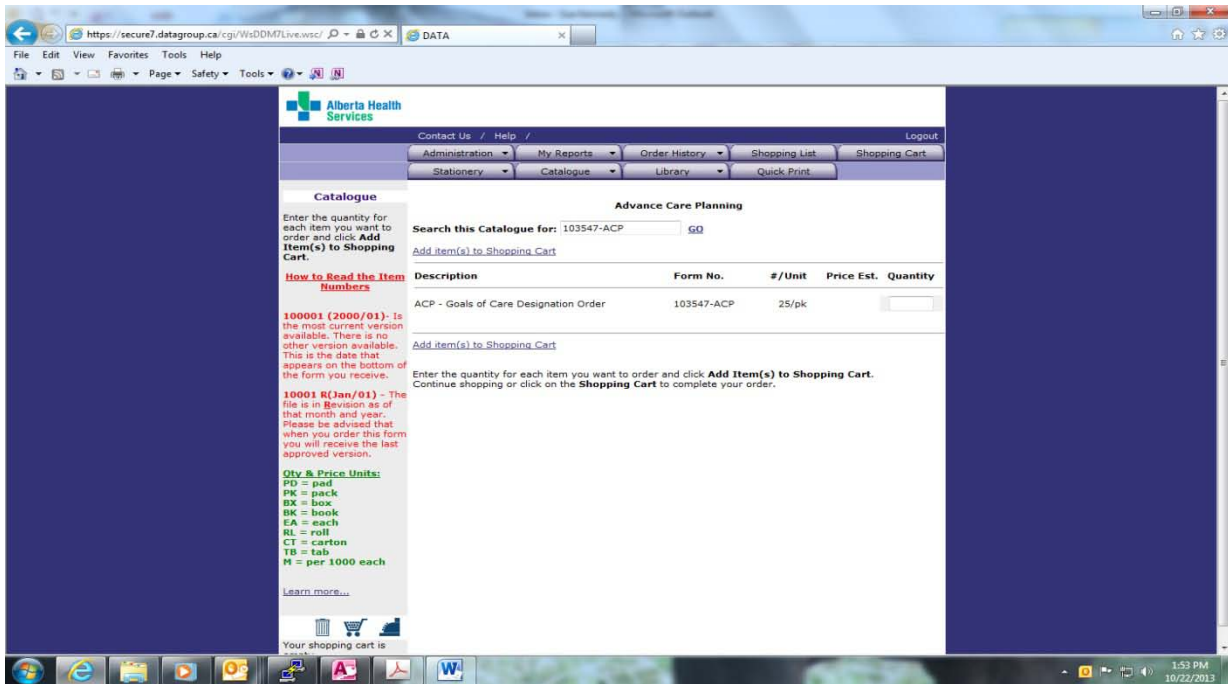 https://secure7.datagroup.ca/cgi/WsDDM7Live.wsc/
DATA
File Edit View Favorites Tools Help
Page Safety Tools
Alberta Health
Services
Contact Us / Help /
Logout
Administration
My Reports
Order History
Shopping List
Shopping Cart
Stationery
Catalogue
Library
Quick Print
Catalogue
Enter the quantity for
each item you want to
order and click Add
Item(s) to Shopping
Cart.
How to Read the Item
Numbers
100001 (2000/01)- Is
the most current version
available. There is no
other version available.
This is the date that
appears on the bottom of
the form you receive.
10001 R(Jan/01) - The
file is in Revision as of
that month and year.
Please be advised that
when you order this form
you will receive the last
approved version.
Qty & Price Units:
PD = pad
PK = pack
BX = box
BK = book
EA = each
RL = roll
CT = carton
TB = tab
M = per 1000 each
Learn more...
Your shopping cart is
Advance Care Planning
Search this Catalogue for: 103547-ACP GO
Add item(s) to Shopping Cart
Description Form No. #/Unit Price Est. Quantity
ACP - Goals of Care Designation Order 103547-ACP 25/pk
Add item(s) to Shopping Cart
Enter the quantity for each item you want to order and click Add Item(s) to Shopping Cart.
Continue shopping or click on the Shopping Cart to complete your order.
1:53 PM
10/22/2013